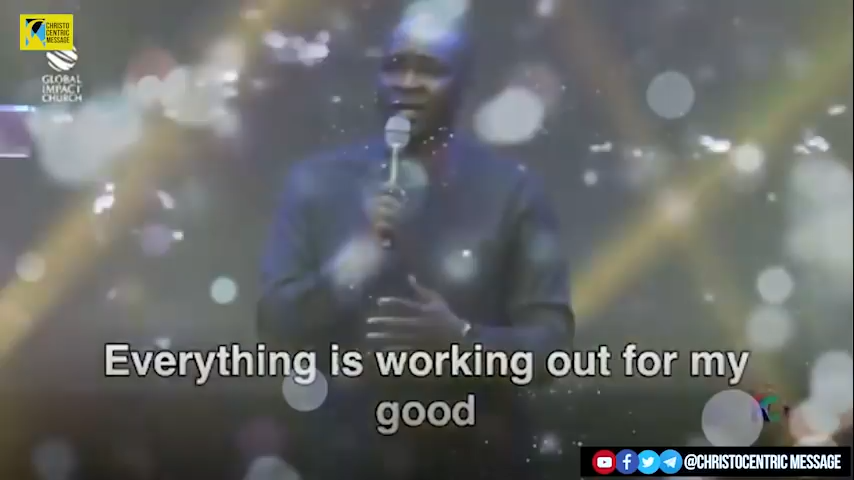 CHRISTO
CENTRIC
MESSAGE
GLOBAL
IMPACT
CHURCH
Everything is working out for my
good
@CHRISTOCENTRIC MESSAGE